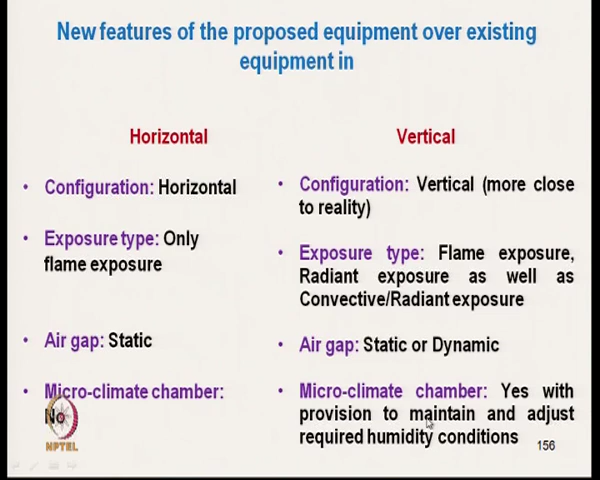 New features of the proposed equipment over existing
equipment in
Horizontal
• Configuration: Horizontal
• Exposure type: Only
flame exposure
• Air gap: Static
• Micro-climate chamber:
No
Vertical
• Configuration: Vertical (more close
to reality)
• Exposure type: Flame exposure,
Radiant exposure as well as
Convective/Radiant exposure
• Air gap: Static or Dynamic
• Micro-climate chamber: Yes with
provision to maintain and adjust
required humidity conditions
NPTEL
156